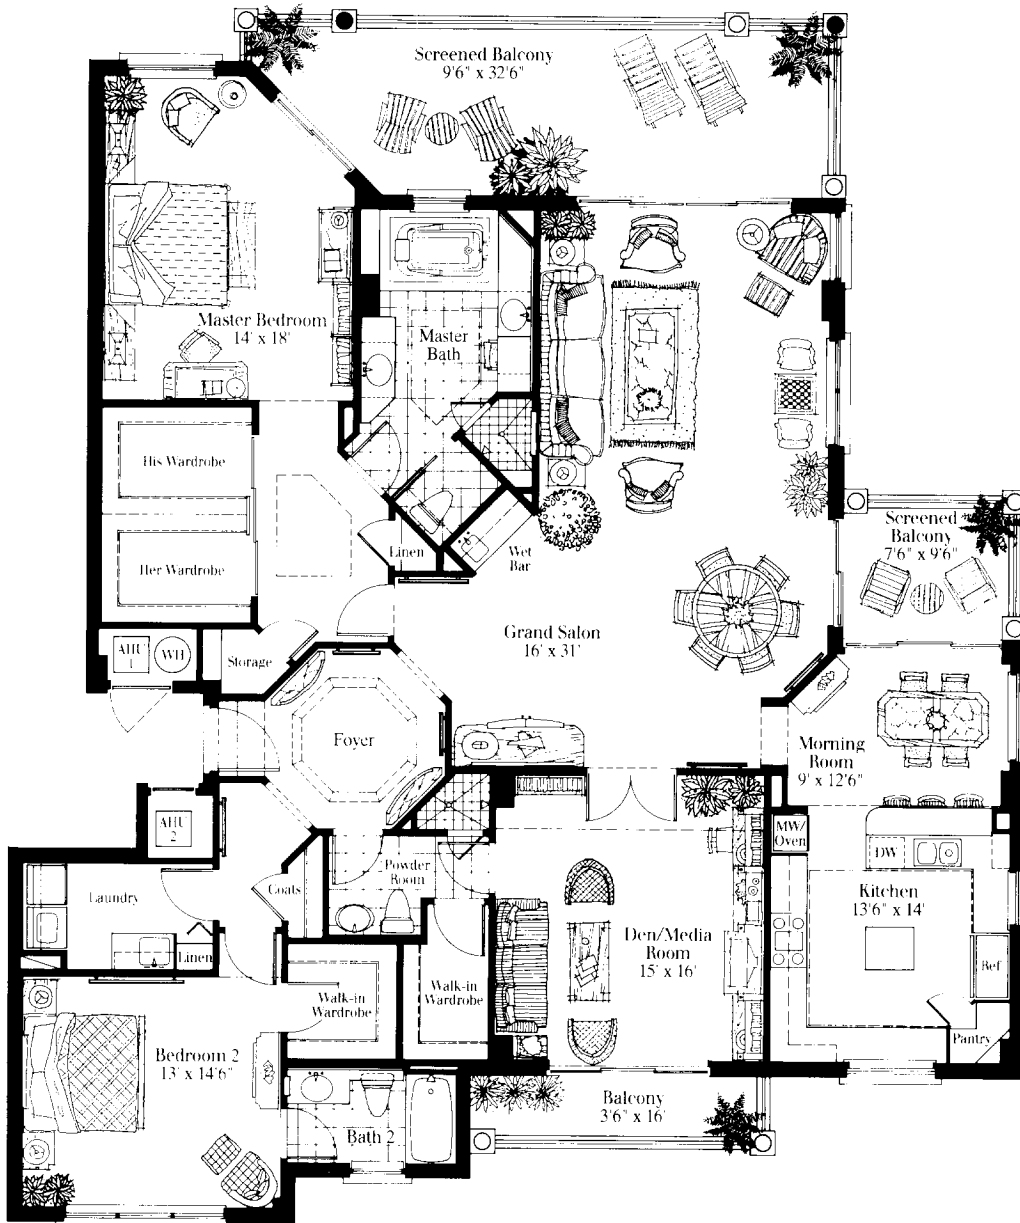 Screened Balcony
9'6" x 32'6"
Master Bedroom
14' x 18'
Master
Bath
His Wardrobe
Her Wardrobe
Linen
Wet
Bar
Screened
Balcony
7'6" x 9'6"
Grand Salon
16' x 31'
AHU
1
WH
Storage
Foyer
Morning
Room
9' x 12'6"
AHU
2
MW/
Oven
DW
Powder
Room
Coats
Laundry
Linen
Kitchen
13'6" x 14'
Den/Media
Room
15' x 16'
Ref
Walk-in
Wardrobe
Walk-in
Wardrobe
Pantry
Bedroom 2
13' x 14'6"
Bath 2
Balcony
3'6" x 16'